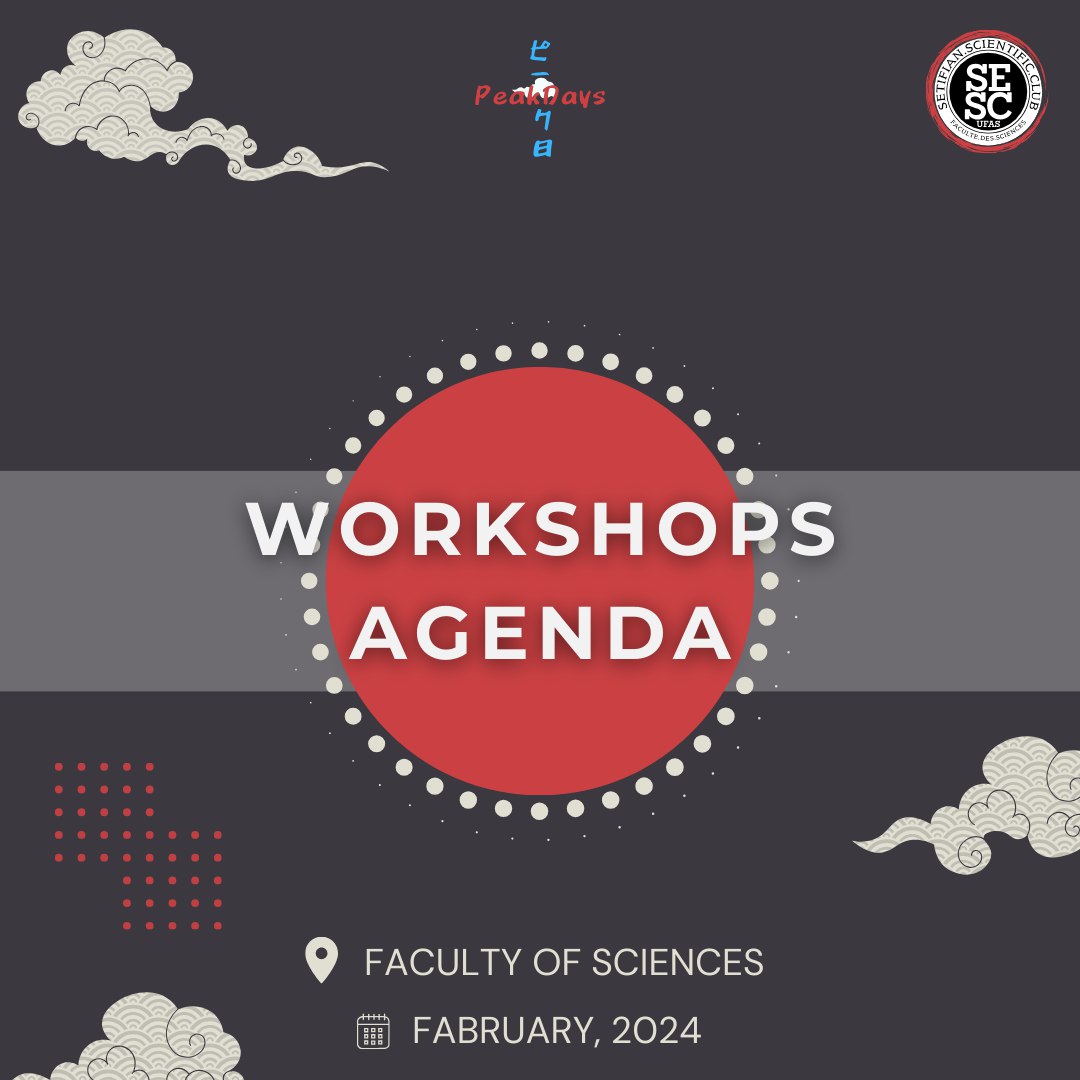 ピーク日
PeakDays
SETIFIAN.SCIENTIFIC.CLUB
SE
SC
UFAS
FACULTE.DES.SCIENCES
WORKSHOPS
AGENDA
FACULTY OF SCIENCES
FABRUARY, 2024